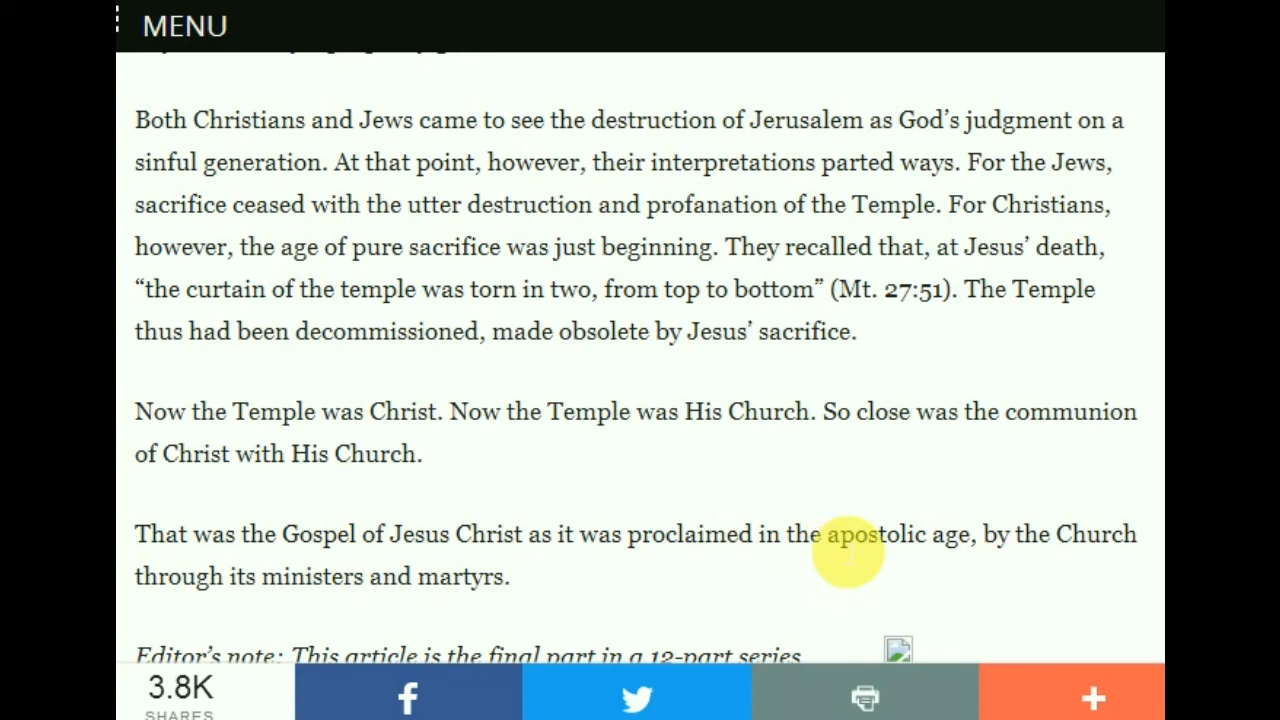 MENU
Both Christians and Jews came to see the destruction of Jerusalem as God’s judgment on a
sinful generation. At that point, however, their interpretations parted ways. For the Jews,
sacrifice ceased with the utter destruction and profanation of the Temple. For Christians,
however, the age of pure sacrifice was just beginning. They recalled that, at Jesus’ death,
“the curtain of the temple was torn in two, from top to bottom” (Mt. 27:51). The Temple
thus had been decommissioned, made obsolete by Jesus’ sacrifice.
Now the Temple was Christ. Now the Temple was His Church. So close was the communion
of Christ with His Church.
That was the Gospel of Jesus Christ as it was proclaimed in the apostolic age, by the Church
through its ministers and martyrs.
Editor’s note: This article is the final part in a 12-part series
3.8K
SHARES